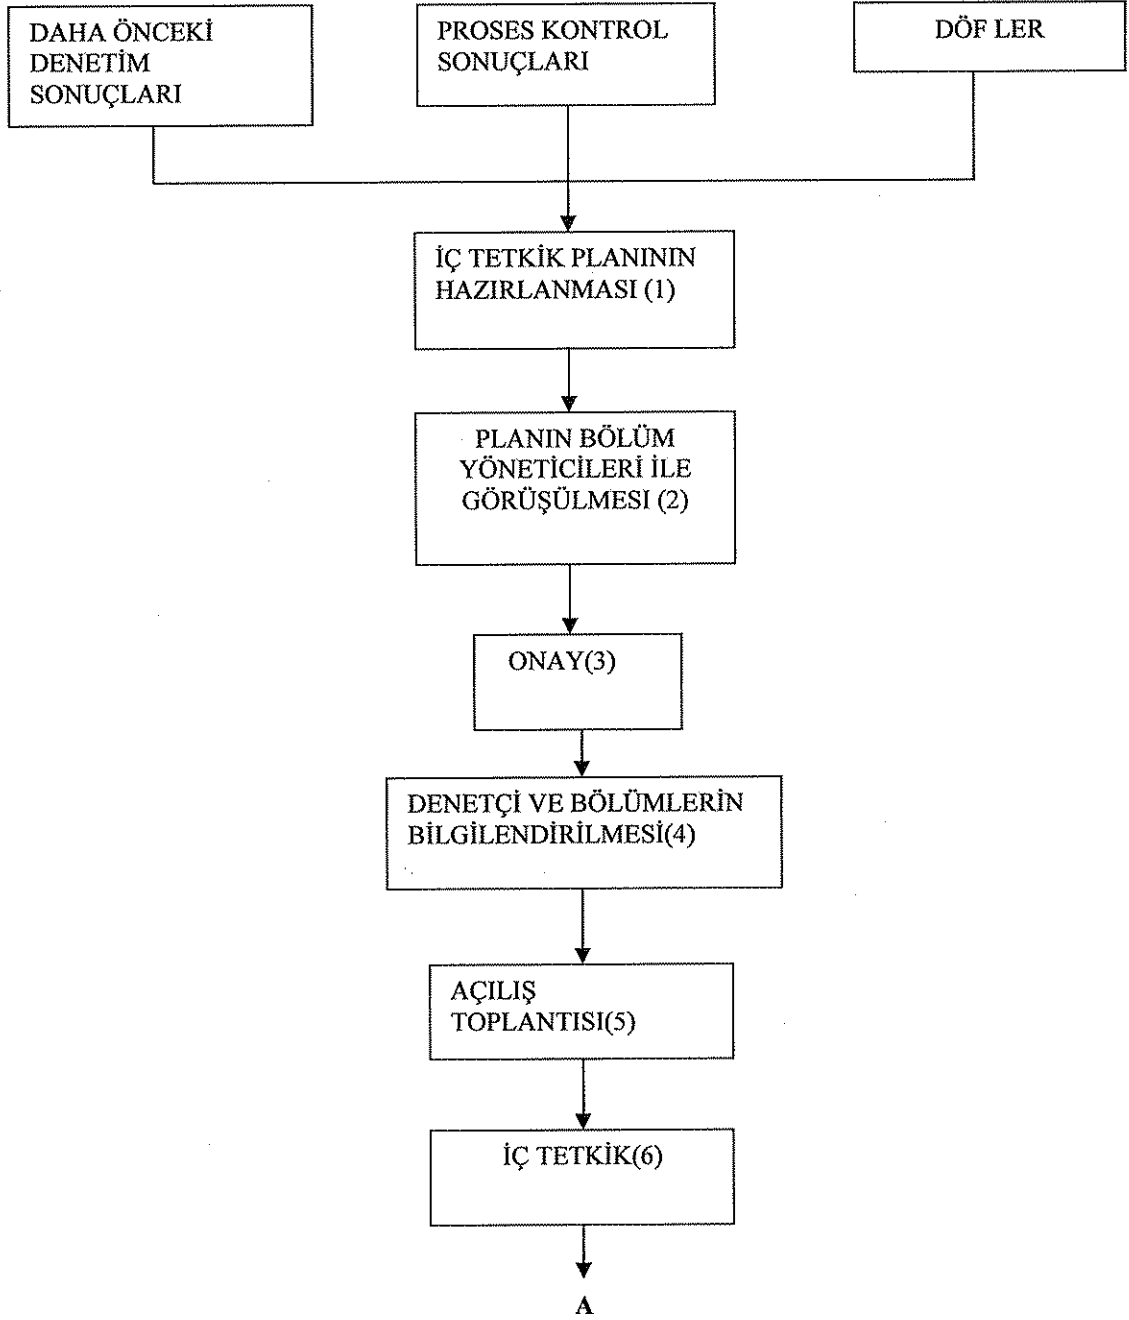 DAHA ÖNCEKİ
DENETİM
SONUÇLARI
PROSES KONTROL
SONUÇLARI
DÖF LER
İÇ TETKİK PLANININ
HAZIRLANMASI (1)
PLANIN BÖLÜM
YÖNETİCİLERİ İLE
GÖRÜŞÜLMESI (2)
ONAY(3)
DENETÇİ VE BÖLÜMLERİN
BİLGİLENDİRİLMESİ(4)
AÇILIŞ
TOPLANTISI(5)
İÇ TETKİK(6)
A